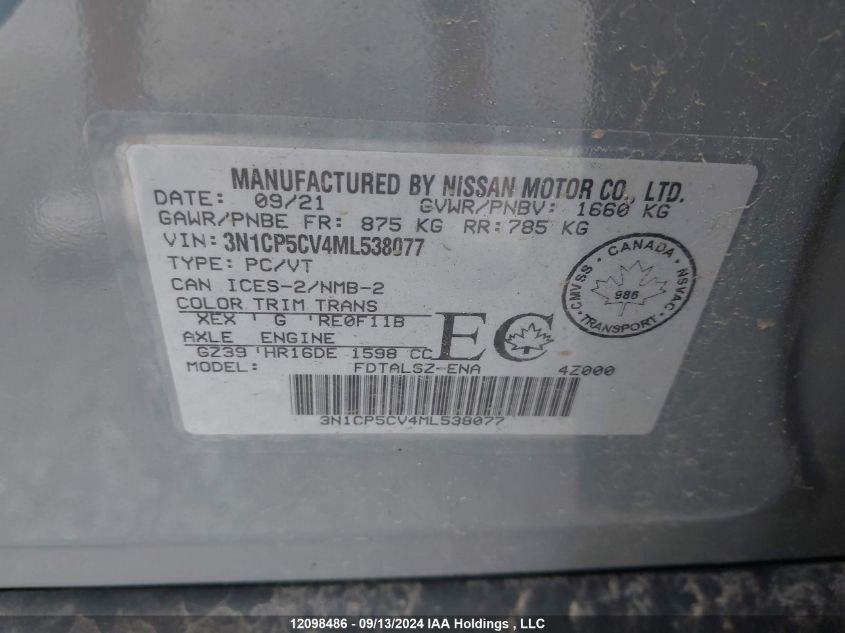 MANUFACTURED BY NISSAN MOTOR CO., LTD.
DATE: 09/21 GVWR/PNBV: 1660 KG
GAWR/PNBE FR: 875 KG RR: 785 KG
VIN: 3N1CP5CV4ML538077
TYPE: PC/VT
CAN ICES-2/NMB-2
COLOR TRIM TRANS
XEX ' G 'RE0F11B
AXLE ENGINE
GZ39 'HR16DE 1598 CC
EC
CANADA
CMVSS NSVAC
986
TRANSPORT
MODEL: FDTALSZ-ENA 4Z000
3N1CP5CV4ML538077
12098486 - 09/13/2024 IAA Holdings , LLC